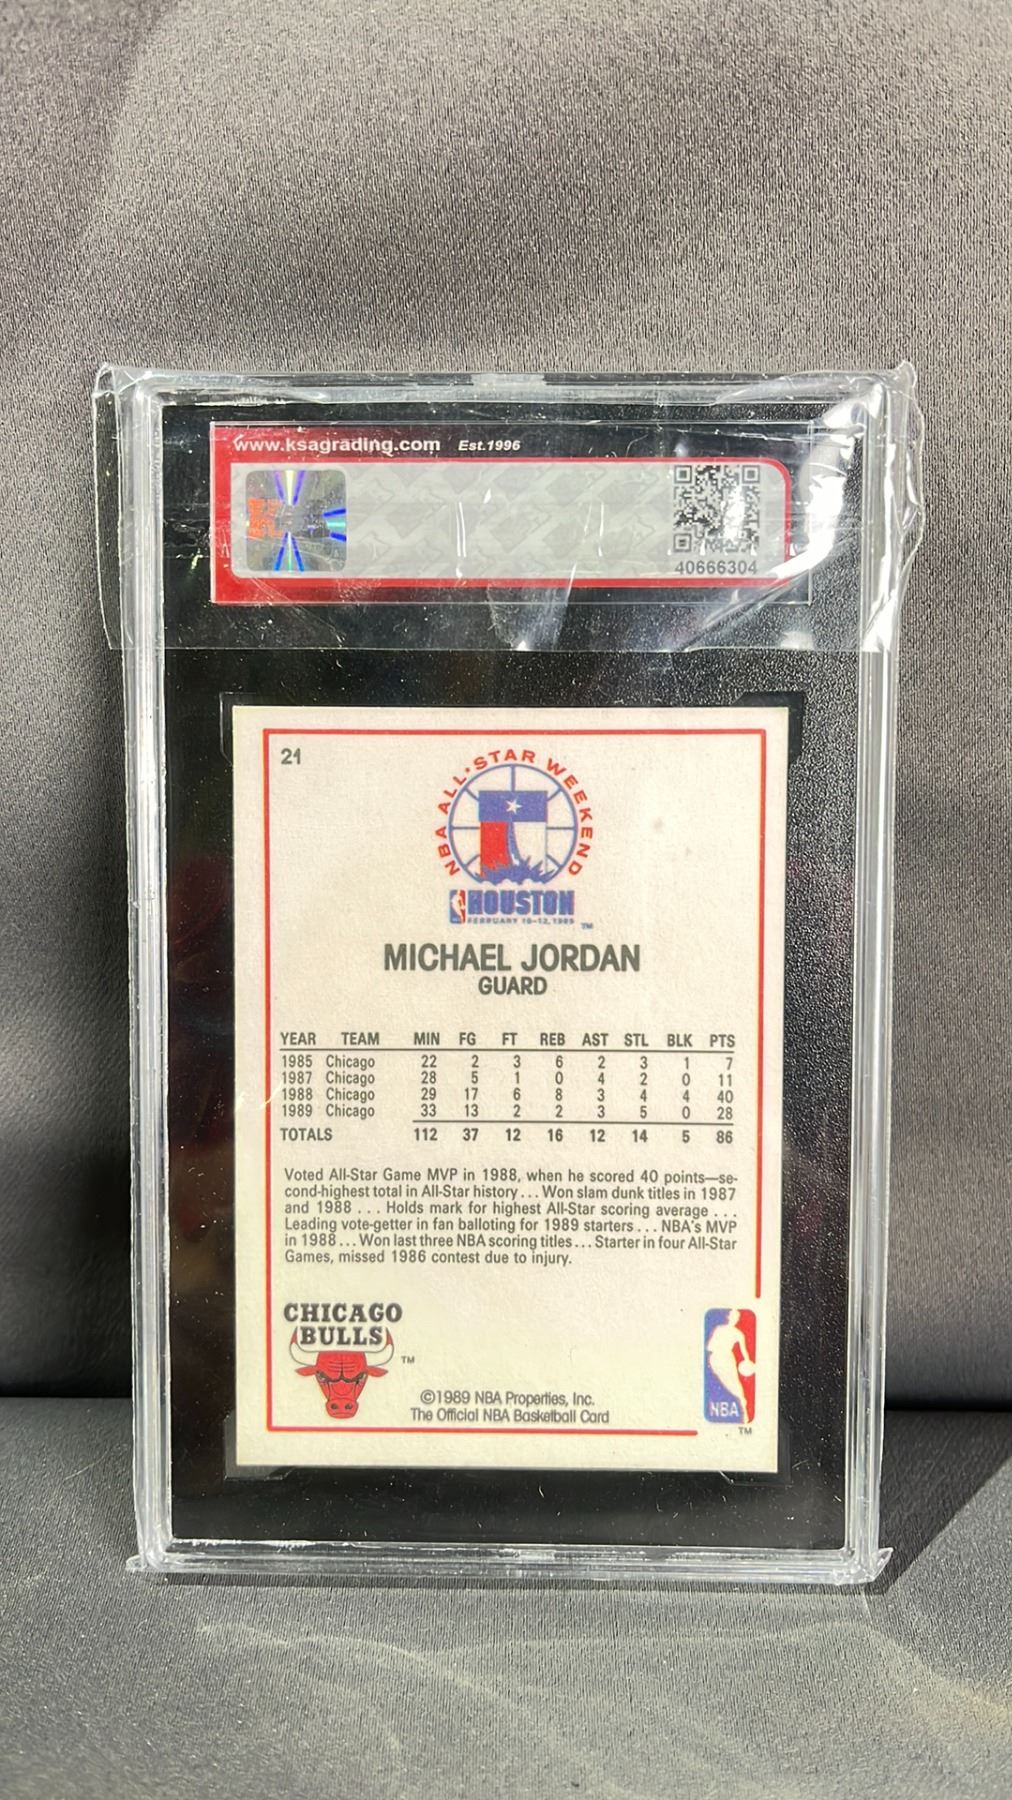 www.ksagrading.com Est.1996
40666304
21
NBA ALL·STAR WEEKEND
HOUSTON
FEBRUARY 10-12, 1989
TM
MICHAEL JORDAN
GUARD
YEAR TEAM MIN FG FT REB AST STL BLK PTS
1985 Chicago 22 2 3 6 2 3 1 7
1987 Chicago 28 5 1 0 4 2 0 11
1988 Chicago 29 17 6 8 3 4 4 40
1989 Chicago 33 13 2 2 3 5 0 28
TOTALS 112 37 12 16 12 14 5 86
Voted All-Star Game MVP in 1988, when he scored 40 points—se-
cond-highest total in All-Star history... Won slam dunk titles in 1987
and 1988 ... Holds mark for highest All-Star scoring average ...
Leading vote-getter in fan balloting for 1989 starters ... NBA's MVP
in 1988... Won last three NBA scoring titles... Starter in four All-Star
Games, missed 1986 contest due to injury.
CHICAGO
BULLS
TM
©1989 NBA Properties, Inc.
The Official NBA Basketball Card
NBA
TM